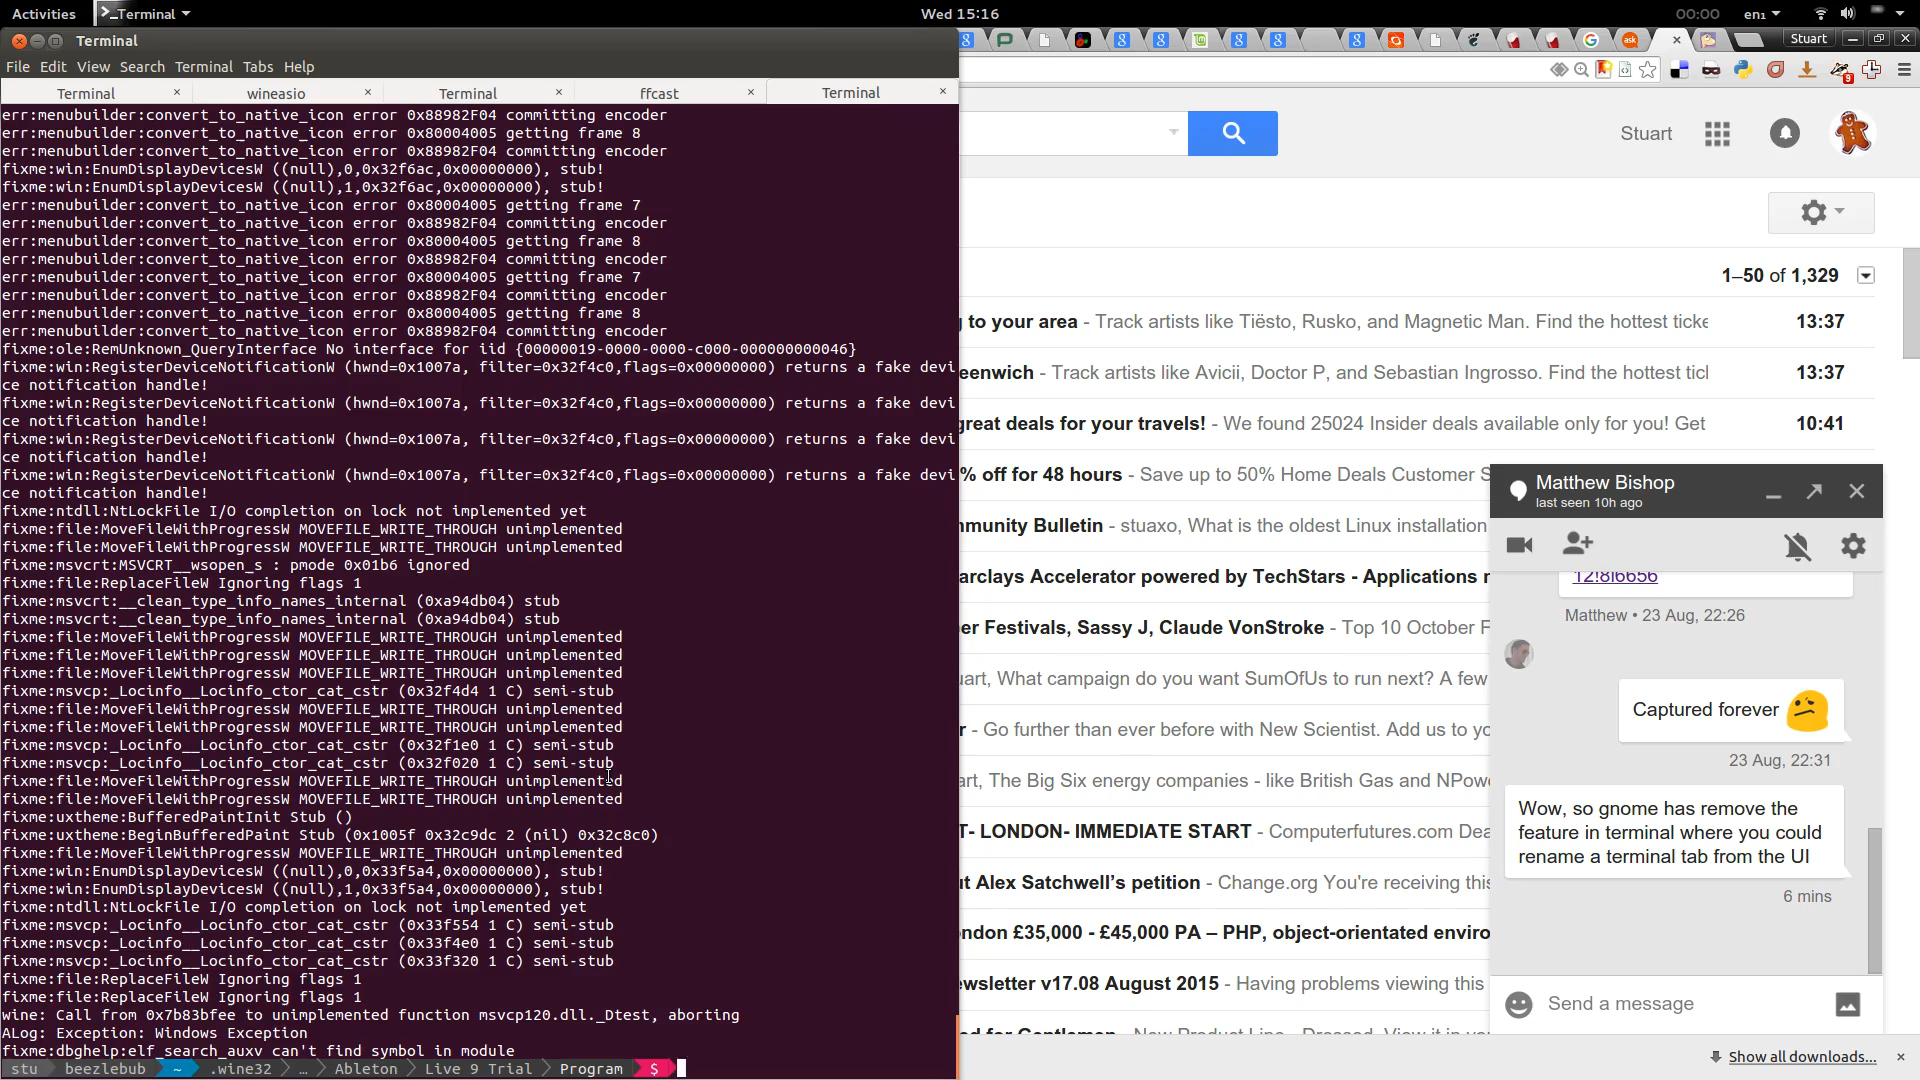 Activities
Terminal
Wed 15:16
00:00
en₁
Terminal
Stuart
File Edit View Search Terminal Tabs Help
Terminal × wineasio × Terminal × ffcast × Terminal ×
err:menubuilder:convert_to_native_icon error 0x88982F04 committing encoder
err:menubuilder:convert_to_native_icon error 0x80004005 getting frame 8
err:menubuilder:convert_to_native_icon error 0x88982F04 committing encoder
fixme:win:EnumDisplayDevicesW ((null),0,0x32f6ac,0x00000000), stub!
fixme:win:EnumDisplayDevicesW ((null),1,0x32f6ac,0x00000000), stub!
err:menubuilder:convert_to_native_icon error 0x80004005 getting frame 7
err:menubuilder:convert_to_native_icon error 0x88982F04 committing encoder
err:menubuilder:convert_to_native_icon error 0x80004005 getting frame 8
err:menubuilder:convert_to_native_icon error 0x88982F04 committing encoder
err:menubuilder:convert_to_native_icon error 0x80004005 getting frame 7
err:menubuilder:convert_to_native_icon error 0x88982F04 committing encoder
err:menubuilder:convert_to_native_icon error 0x80004005 getting frame 8
err:menubuilder:convert_to_native_icon error 0x88982F04 committing encoder
fixme:ole:RemUnknown_QueryInterface No interface for iid {00000019-0000-0000-c000-000000000046}
fixme:win:RegisterDeviceNotificationW (hwnd=0x1007a, filter=0x32f4c0,flags=0x00000000) returns a fake devi
ce notification handle!
fixme:win:RegisterDeviceNotificationW (hwnd=0x1007a, filter=0x32f4c0,flags=0x00000000) returns a fake devi
ce notification handle!
fixme:win:RegisterDeviceNotificationW (hwnd=0x1007a, filter=0x32f4c0,flags=0x00000000) returns a fake devi
ce notification handle!
fixme:win:RegisterDeviceNotificationW (hwnd=0x1007a, filter=0x32f4c0,flags=0x00000000) returns a fake devi
ce notification handle!
fixme:ntdll:NtLockFile I/O completion on lock not implemented yet
fixme:file:MoveFileWithProgressW MOVEFILE_WRITE_THROUGH unimplemented
fixme:file:MoveFileWithProgressW MOVEFILE_WRITE_THROUGH unimplemented
fixme:msvcrt:MSVCRT__wsopen_s : pmode 0x01b6 ignored
fixme:file:ReplaceFileW Ignoring flags 1
fixme:msvcrt:__clean_type_info_names_internal (0xa94db04) stub
fixme:msvcrt:__clean_type_info_names_internal (0xa94db04) stub
fixme:file:MoveFileWithProgressW MOVEFILE_WRITE_THROUGH unimplemented
fixme:file:MoveFileWithProgressW MOVEFILE_WRITE_THROUGH unimplemented
fixme:file:MoveFileWithProgressW MOVEFILE_WRITE_THROUGH unimplemented
fixme:msvcp:_Locinfo__Locinfo_ctor_cat_cstr (0x32f4d4 1 C) semi-stub
fixme:file:MoveFileWithProgressW MOVEFILE_WRITE_THROUGH unimplemented
fixme:file:MoveFileWithProgressW MOVEFILE_WRITE_THROUGH unimplemented
fixme:msvcp:_Locinfo__Locinfo_ctor_cat_cstr (0x32f1e0 1 C) semi-stub
fixme:msvcp:_Locinfo__Locinfo_ctor_cat_cstr (0x32f020 1 C) semi-stub
fixme:file:MoveFileWithProgressW MOVEFILE_WRITE_THROUGH unimplemented
fixme:file:MoveFileWithProgressW MOVEFILE_WRITE_THROUGH unimplemented
fixme:uxtheme:BufferedPaintInit Stub ()
fixme:uxtheme:BeginBufferedPaint Stub (0x1005f 0x32c9dc 2 (nil) 0x32c8c0)
fixme:file:MoveFileWithProgressW MOVEFILE_WRITE_THROUGH unimplemented
fixme:win:EnumDisplayDevicesW ((null),0,0x33f5a4,0x00000000), stub!
fixme:win:EnumDisplayDevicesW ((null),1,0x33f5a4,0x00000000), stub!
fixme:ntdll:NtLockFile I/O completion on lock not implemented yet
fixme:msvcp:_Locinfo__Locinfo_ctor_cat_cstr (0x33f554 1 C) semi-stub
fixme:msvcp:_Locinfo__Locinfo_ctor_cat_cstr (0x33f4e0 1 C) semi-stub
fixme:msvcp:_Locinfo__Locinfo_ctor_cat_cstr (0x33f320 1 C) semi-stub
fixme:file:ReplaceFileW Ignoring flags 1
fixme:file:ReplaceFileW Ignoring flags 1
wine: Call from 0x7b83bfee to unimplemented function msvcp120.dll._Dtest, aborting
ALog: Exception: Windows Exception
fixme:dbghelp:elf_search_auxv can't find symbol in module
stu beezlebub ~ .wine32 … Ableton Live 9 Trial Program $
ask
9
Stuart
1–50 of 1,329
to your area - Track artists like Tiësto, Rusko, and Magnetic Man. Find the hottest ticke 13:37
eenwich - Track artists like Avicii, Doctor P, and Sebastian Ingrosso. Find the hottest ticl 13:37
great deals for your travels! - We found 25024 Insider deals available only for you! Get 10:41
% off for 48 hours - Save up to 50% Home Deals Customer S
mmunity Bulletin - stuaxo, What is the oldest Linux installation
arclays Accelerator powered by TechStars - Applications
er Festivals, Sassy J, Claude VonStroke - Top 10 October F
uart, What campaign do you want SumOfUs to run next? A few
r - Go further than ever before with New Scientist. Add us to yo
art, The Big Six energy companies - like British Gas and NPowe
T- LONDON- IMMEDIATE START - Computerfutures.com Dea
ut Alex Satchwell’s petition - Change.org You're receiving this
ndon £35,000 - £45,000 PA – PHP, object-orientated enviro
ewsletter v17.08 August 2015 - Having problems viewing this
Matthew Bishop
last seen 10h ago
12!8l6656
Matthew • 23 Aug, 22:26
Captured forever
23 Aug, 22:31
Wow, so gnome has remove the
feature in terminal where you could
rename a terminal tab from the UI
6 mins
Send a message
Show all downloads...